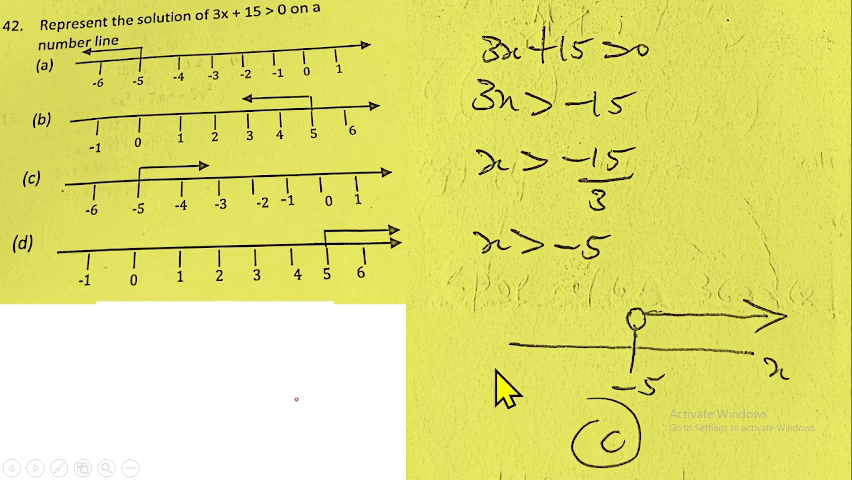 42. Represent the solution of 3x + 15 > 0 on a
number line
(a)
-6 -5 -4 -3 -2 -1 0 1
(b)
-1 0 1 2 3 4 5 6
(c)
-6 -5 -4 -3 -2 -1 0 1
(d)
-1 0 1 2 3 4 5 6
3x+15>0
3x > -15
x > -15
3
x > -5
-5 x
C
Activate Windows
Go to Settings to activate Windows.